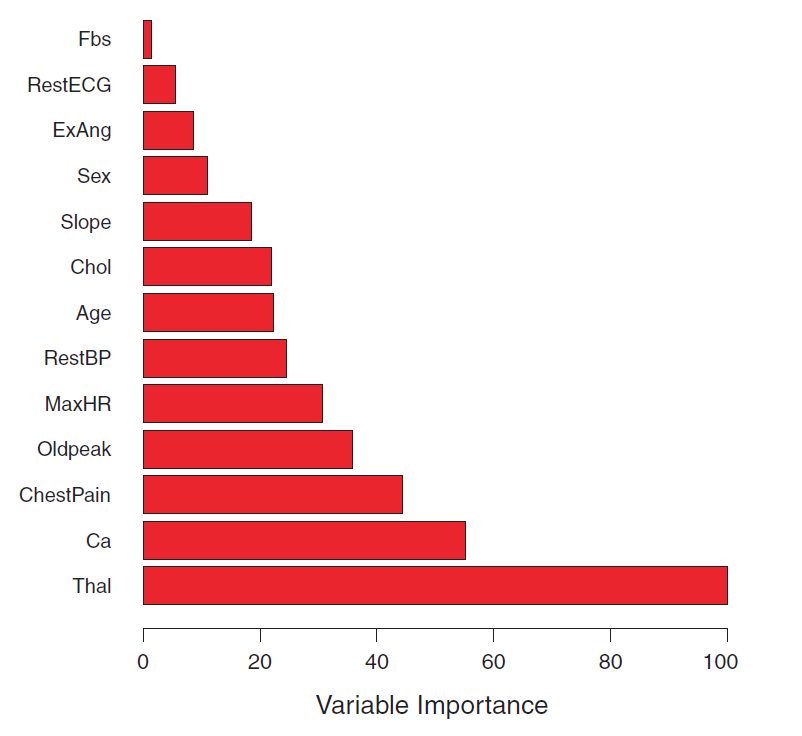 Fbs
RestECG
ExAng
Sex
Slope
Chol
Age
RestBP
MaxHR
Oldpeak
ChestPain
Ca
Thal
0 20 40 60 80 100
Variable Importance